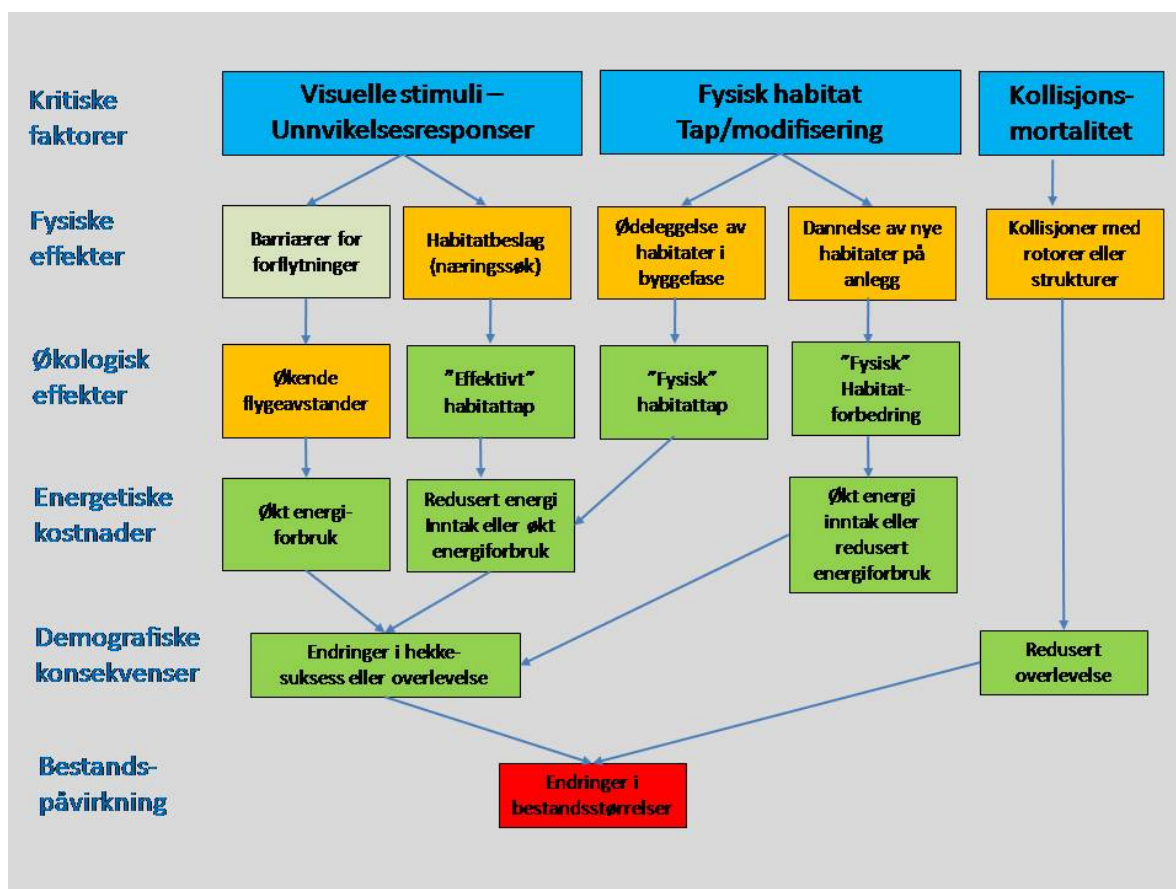 Kritiske
faktorer
Visuelle stimuli –
Unnvikelsesresponser
Fysisk habitat
Tap/modifisering
Kollisjons-
mortalitet
Fysiske
effekter
Barriærer for
forflytninger
Habitatbeslag
(næringssøk)
Ødeleggelse av
habitater i
byggefase
Dannelse av nye
habitater på
anlegg
Kollisjoner med
rotorer eller
strukturer
Økologisk
effekter
Økende
flygeavstander
"Effektivt"
habitattap
"Fysisk"
habitattap
"Fysisk"
Habitat-
forbedring
Energetiske
kostnader
Økt energi-
forbruk
Redusert energi
Inntak eller økt
energiforbruk
Økt energi
inntak eller
redusert
energiforbruk
Demografiske
konsekvenser
Endringer i hekke-
suksess eller overlevelse
Redusert
overlevelse
Bestands-
påvirkning
Endringer i
bestandsstørrelser